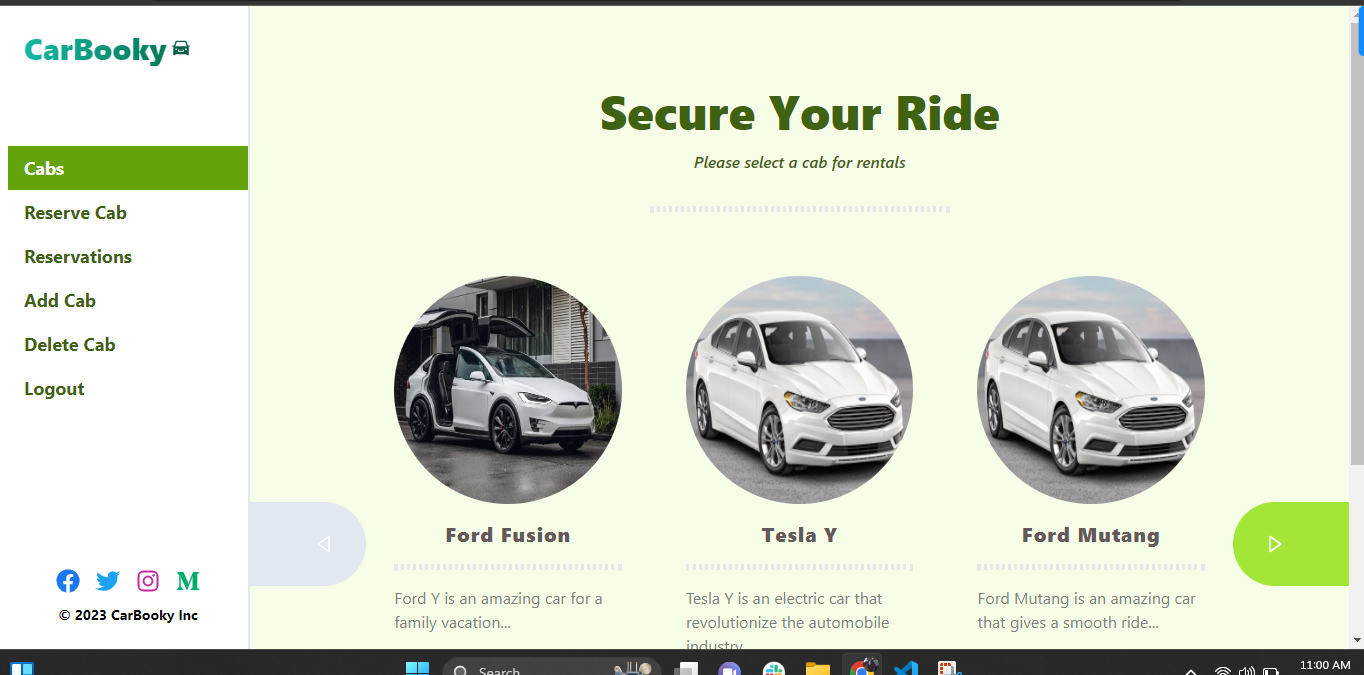 CarBooky
Cabs
Reserve Cab
Reservations
Add Cab
Delete Cab
Logout
M
© 2023 CarBooky Inc
Secure Your Ride
Please select a cab for rentals
Ford Fusion
Tesla Y
Ford Mutang
Ford Y is an amazing car for a
family vacation...
Tesla Y is an electric car that
revolutionize the automobile
industry
Ford Mutang is an amazing car
that gives a smooth ride...
Search
11:00 AM